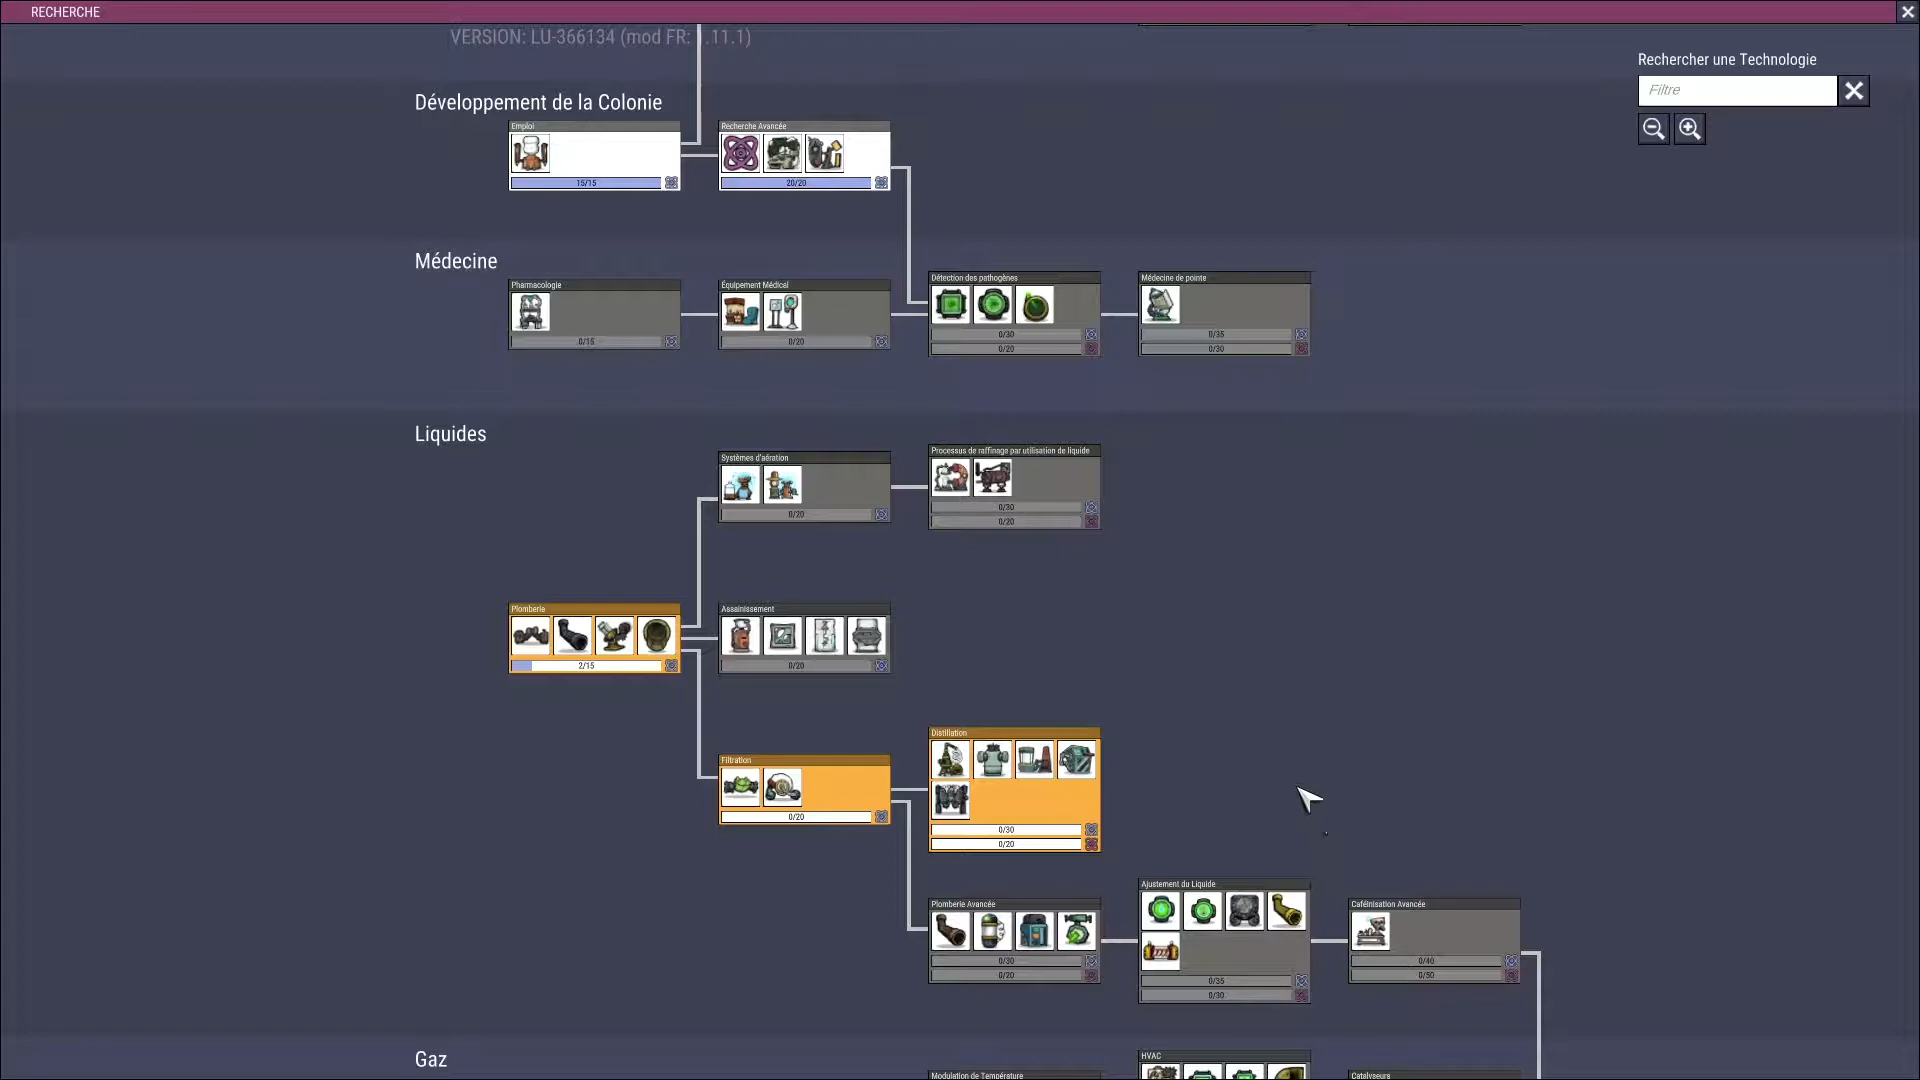 RECHERCHE
VERSION: LU-366134 (mod FR: .11.1)
Rechercher une Technologie
Filtre
Développement de la Colonie
Emploi
15/15
Recherche Avancée
20/20
Médecine
Pharmacologie
0/15
Équipement Médical
0/20
Détection des pathogènes
0/30
0/20
Médecine de pointe
0/35
0/30
Liquides
Systèmes d'aération
0/20
Processus de raffinage par utilisation de liquide
0/30
0/20
Plomberie
2/15
Assainissement
0/20
Filtration
0/20
Distillation
0/30
0/20
Plomberie Avancée
0/30
0/20
Ajustement du Liquide
0/35
0/30
Caféinisation Avancée
0/40
0/50
Gaz
Modulation de Température
HVAC
Catalyseurs